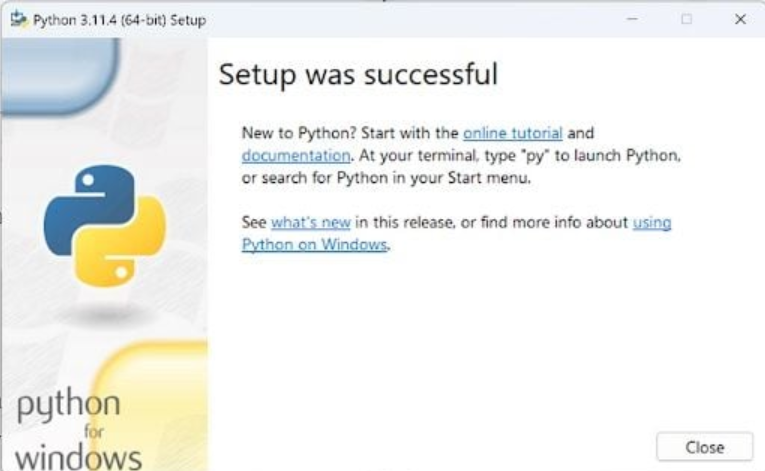 Python 3.11.4 (64-bit) Setup
Setup was successful
New to Python? Start with the online tutorial and
documentation. At your terminal, type "py" to launch Python,
or search for Python in your Start menu.
See what's new in this release, or find more info about using
Python on Windows.
python
for
windows
Close